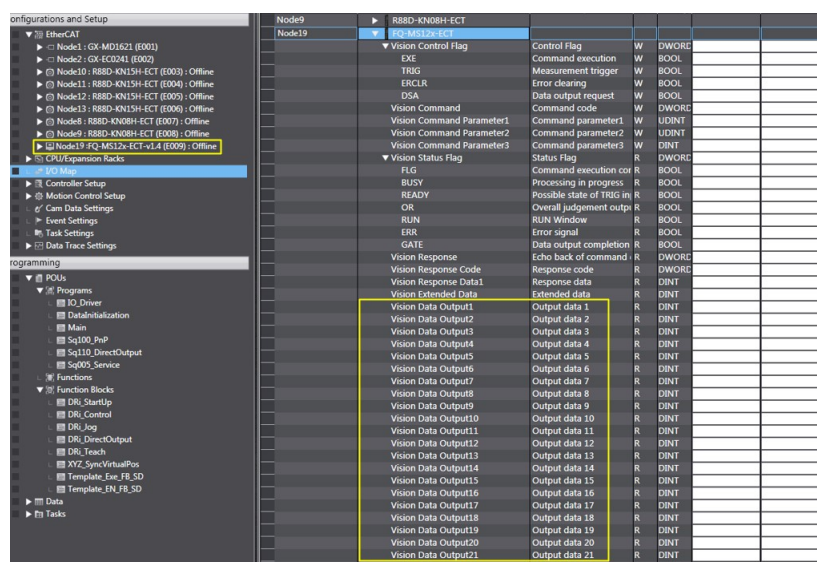 onfigurations and Setup
EtherCAT
Node1 : GX-MD1621 (E001)
Node2 : GX-EC0241 (E002)
Node10 : R88D-KN15H-ECT (E003) : Offline
Node11 : R88D-KN15H-ECT (E004) : Offline
Node12 : R88D-KN15H-ECT (E005) : Offline
Node13 : R88D-KN15H-ECT (E006) : Offline
Node8 : R88D-KN08H-ECT (E007) : Offline
Node9 : R88D-KN08H-ECT (E008) : Offline
Node19 :FQ-MS12x-ECT-v1.4 (E009) : Offline
CPU/Expansion Racks
I/O Map
Controller Setup
Motion Control Setup
Cam Data Settings
Event Settings
Task Settings
Data Trace Settings
rogramming
POUs
Programs
IO_Driver
DataInitialization
Main
Sq100_PnP
Sq110_DirectOutput
Sq005_Service
Functions
Function Blocks
DRi_StartUp
DRi_Control
DRi_Jog
DRi_DirectOutput
DRi_Teach
XYZ_SyncVirtualPos
Template_Exe_FB_SD
Template_EN_FB_SD
Data
Tasks
Node9 R88D-KN08H-ECT
Node19 FQ-MS12x-ECT
Vision Control Flag Control Flag W DWORD
EXE Command execution W BOOL
TRIG Measurement trigger W BOOL
ERCLR Error clearing W BOOL
DSA Data output request W BOOL
Vision Command Command code W DWORD
Vision Command Parameter1 Command parameter1 W UDINT
Vision Command Parameter2 Command parameter2 W UDINT
Vision Command Parameter3 Command parameter3 W DINT
Vision Status Flag Status Flag R DWORD
FLG Command execution cor R BOOL
BUSY Processing in progress R BOOL
READY Possible state of TRIG in R BOOL
OR Overall judgement outpu R BOOL
RUN RUN Window R BOOL
ERR Error signal R BOOL
GATE Data output completion R BOOL
Vision Response Echo back of command R DWORD
Vision Response Code Response code R DWORD
Vision Response Data1 Response data R DINT
Vision Extended Data Extended data R DINT
Vision Data Output1 Output data 1 R DINT
Vision Data Output2 Output data 2 R DINT
Vision Data Output3 Output data 3 R DINT
Vision Data Output4 Output data 4 R DINT
Vision Data Output5 Output data 5 R DINT
Vision Data Output6 Output data 6 R DINT
Vision Data Output7 Output data 7 R DINT
Vision Data Output8 Output data 8 R DINT
Vision Data Output9 Output data 9 R DINT
Vision Data Output10 Output data 10 R DINT
Vision Data Output11 Output data 11 R DINT
Vision Data Output12 Output data 12 R DINT
Vision Data Output13 Output data 13 R DINT
Vision Data Output14 Output data 14 R DINT
Vision Data Output15 Output data 15 R DINT
Vision Data Output16 Output data 16 R DINT
Vision Data Output17 Output data 17 R DINT
Vision Data Output18 Output data 18 R DINT
Vision Data Output19 Output data 19 R DINT
Vision Data Output20 Output data 20 R DINT
Vision Data Output21 Output data 21 R DINT